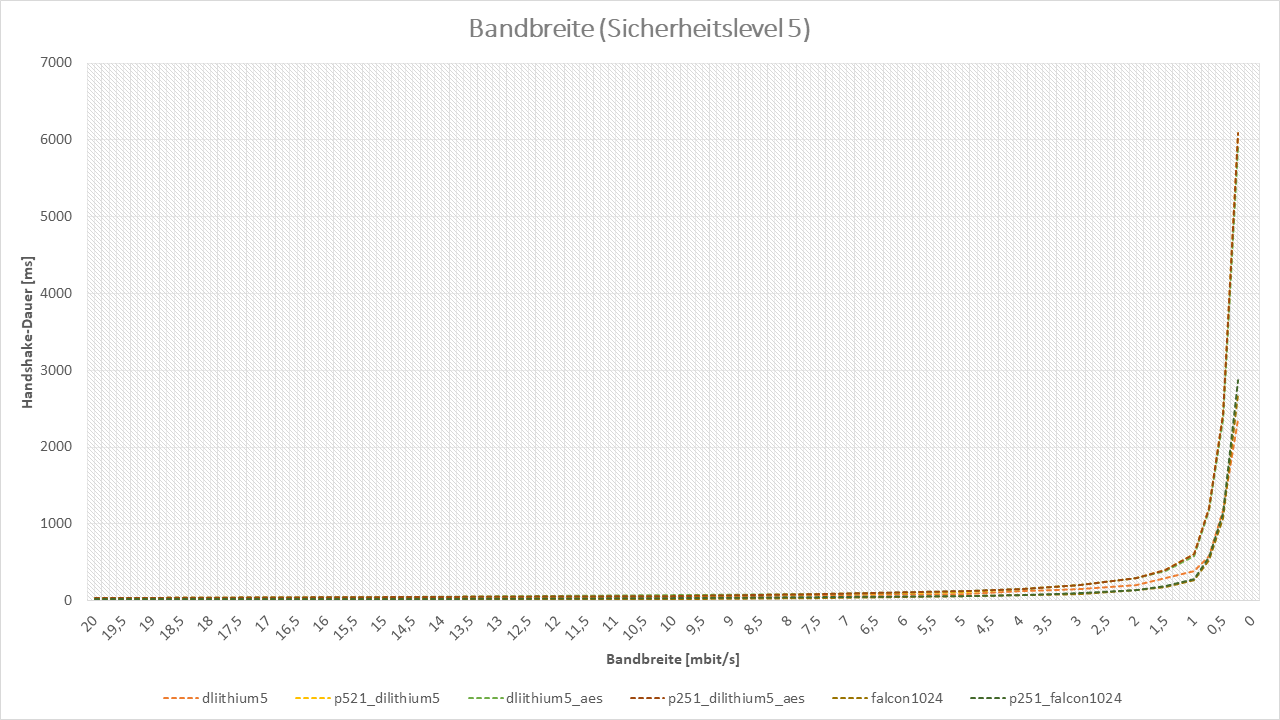 Bandbreite (Sicherheitslevel 5)
7000
6000
5000
4000
3000
2000
1000
0
Handshake-Dauer [ms]
20 19,5 19 18,5 18 17,5 17 16,5 16 15,5 15 14,5 14 13,5 13 12,5 12 11,5 11 10,5 10 9,5 9 8,5 8 7,5 7 6,5 6 5,5 5 4,5 4 3,5 3 2,5 2 1,5 1 0,5 0
Bandbreite [mbit/s]
dliithium5 p521_dilithium5 dliithium5_aes p251_dilithium5_aes falcon1024 p251_falcon1024